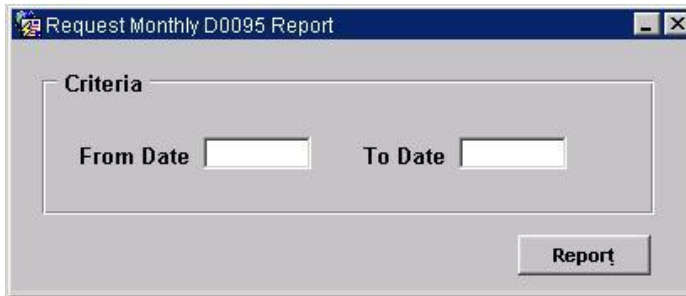 Request Monthly D0095 Report
Criteria
From Date To Date
Report